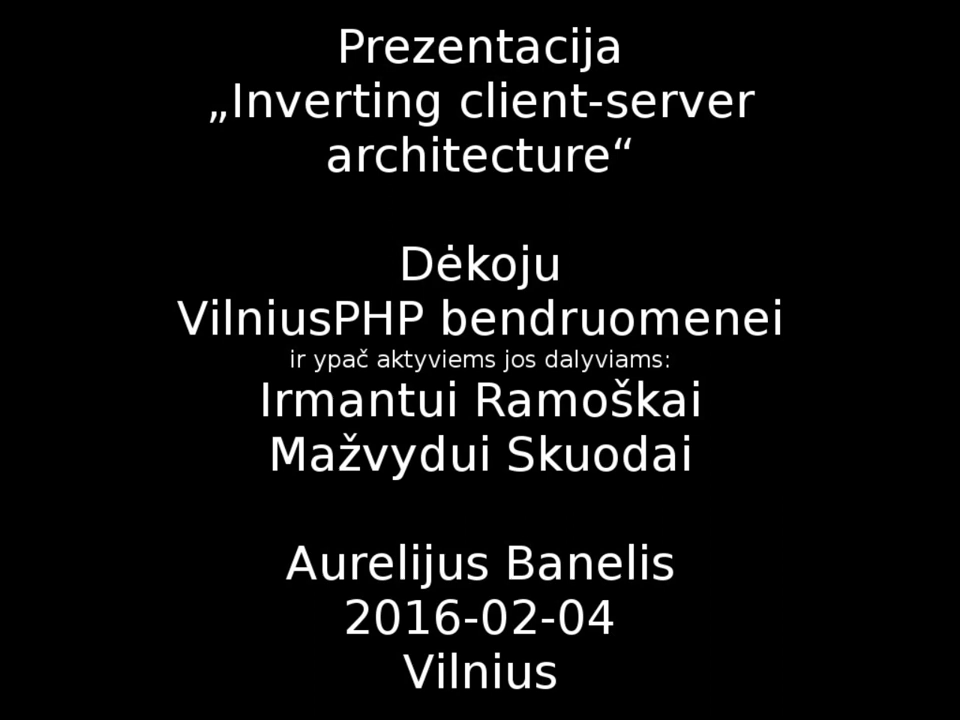 Prezentacija
„Inverting client-server
architecture“
Dėkoju
VilniusPHP bendruomenei
ir ypač aktyviems jos dalyviams:
Irmantui Ramoškai
Mažvydui Skuodai
Aurelijus Banelis
2016-02-04
Vilnius